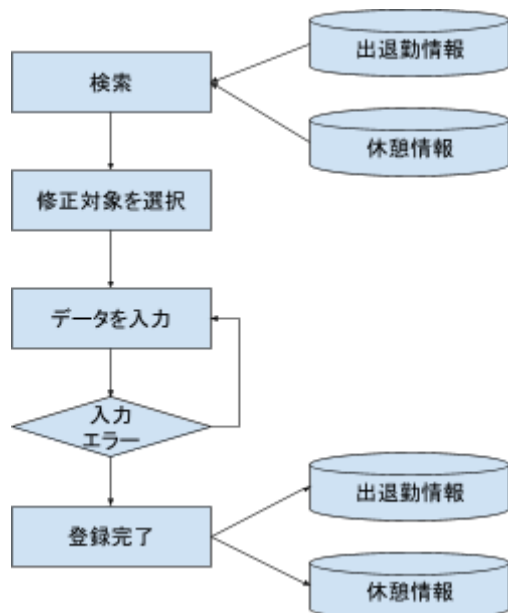 出退勤情報
検索
休憩情報
修正対象を選択
データを入力
入力
エラー
出退勤情報
登録完了
休憩情報